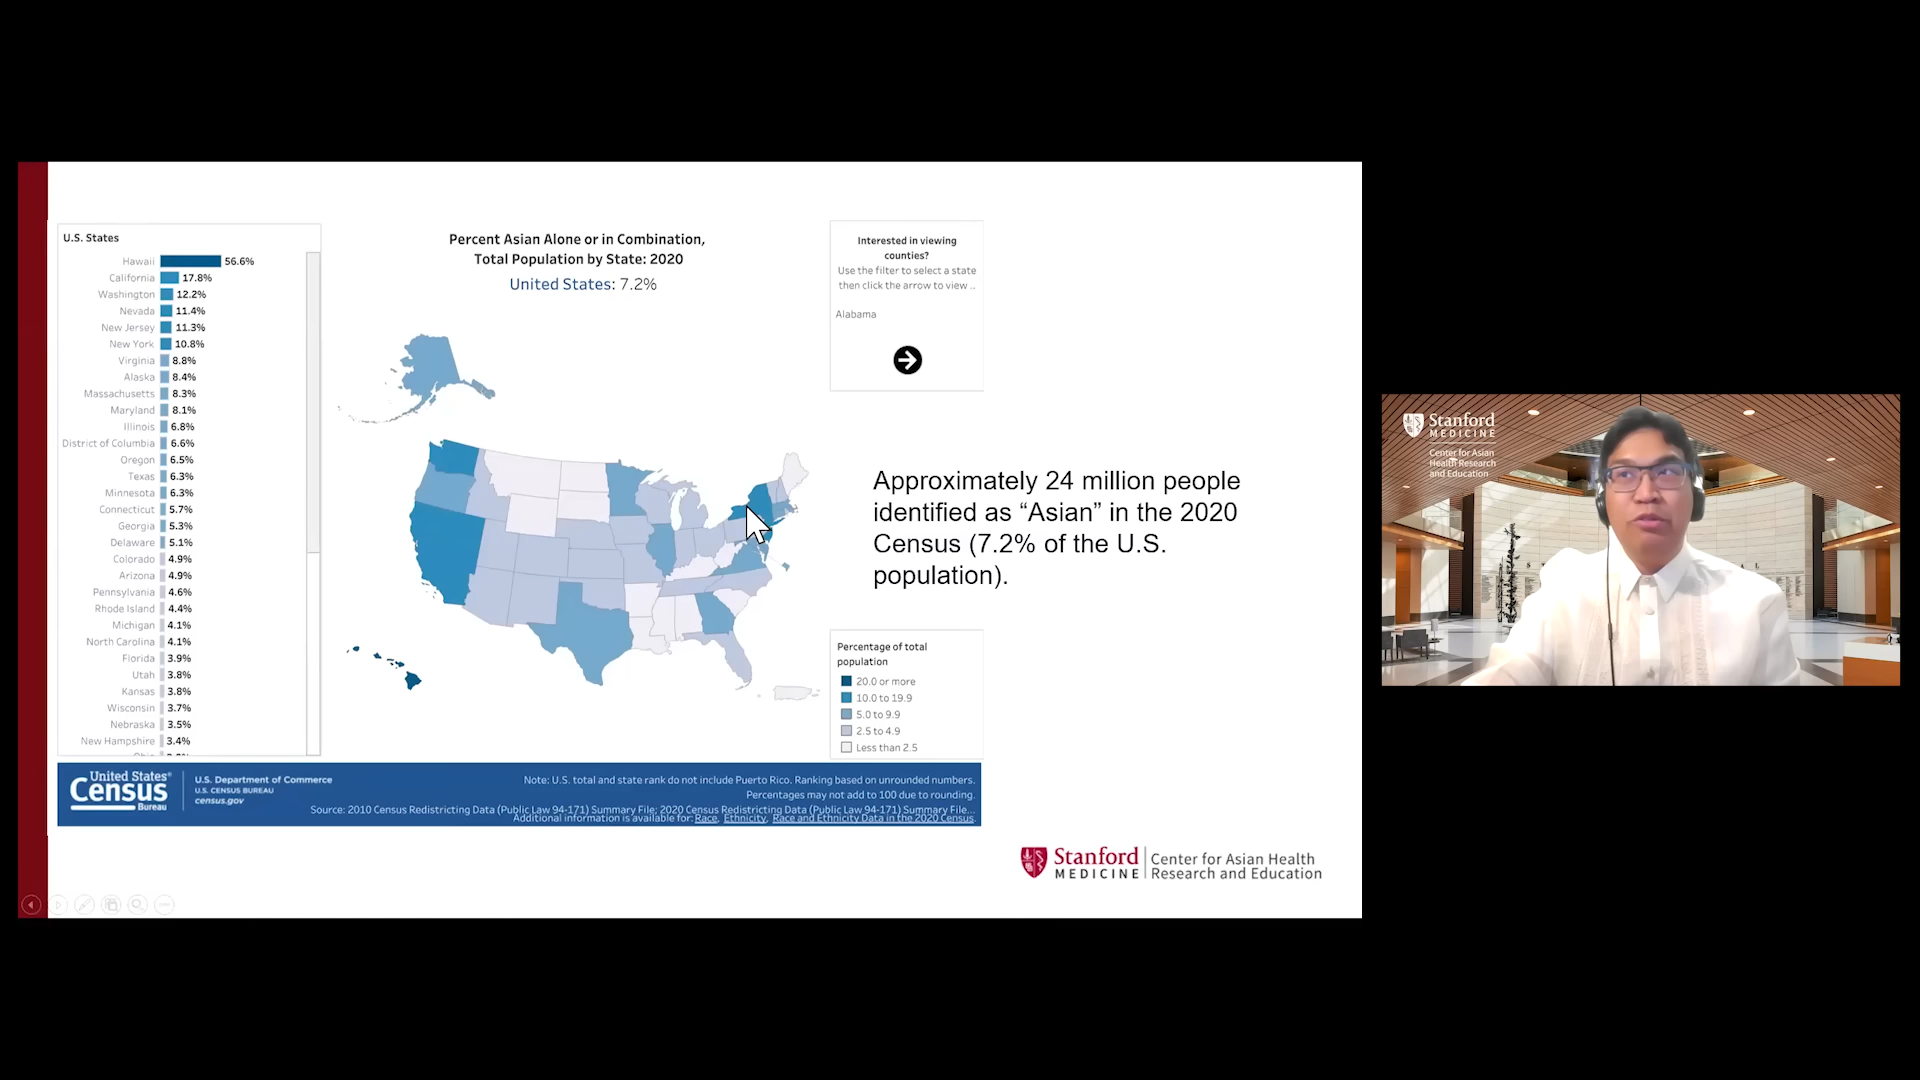 U.S. States
Hawaii 56.6%
California 17.8%
Washington 12.2%
Nevada 11.4%
New Jersey 11.3%
New York 10.8%
Virginia 8.8%
Alaska 8.4%
Massachusetts 8.3%
Maryland 8.1%
Illinois 6.8%
District of Columbia 6.6%
Oregon 6.5%
Texas 6.3%
Minnesota 6.3%
Connecticut 5.7%
Georgia 5.3%
Delaware 5.1%
Colorado 4.9%
Arizona 4.9%
Pennsylvania 4.6%
Rhode Island 4.4%
Michigan 4.1%
North Carolina 4.1%
Florida 3.9%
Utah 3.8%
Kansas 3.8%
Wisconsin 3.7%
Nebraska 3.5%
New Hampshire 3.4%
Percent Asian Alone or in Combination,
Total Population by State: 2020
United States: 7.2%
Interested in viewing
counties?
Use the filter to select a state
then click the arrow to view ..
Alabama
Approximately 24 million people
identified as “Asian” in the 2020
Census (7.2% of the U.S.
population).
Percentage of total
population
20.0 or more
10.0 to 19.9
5.0 to 9.9
2.5 to 4.9
Less than 2.5
United States®
Census
Bureau
U.S. Department of Commerce
U.S. CENSUS BUREAU
census.gov
Note: U.S. total and state rank do not include Puerto Rico. Ranking based on unrounded numbers.
Percentages may not add to 100 due to rounding.
Source: 2010 Census Redistricting Data (Public Law 94-171) Summary File; 2020 Census Redistricting Data (Public Law 94-171) Summary File...
Additional information is available for: Race, Ethnicity, Race and Ethnicity Data in the 2020 Census.
Stanford
MEDICINE
Center for Asian Health
Research and Education
Stanford
MEDICINE
Center for Asian
Health Research
and Education